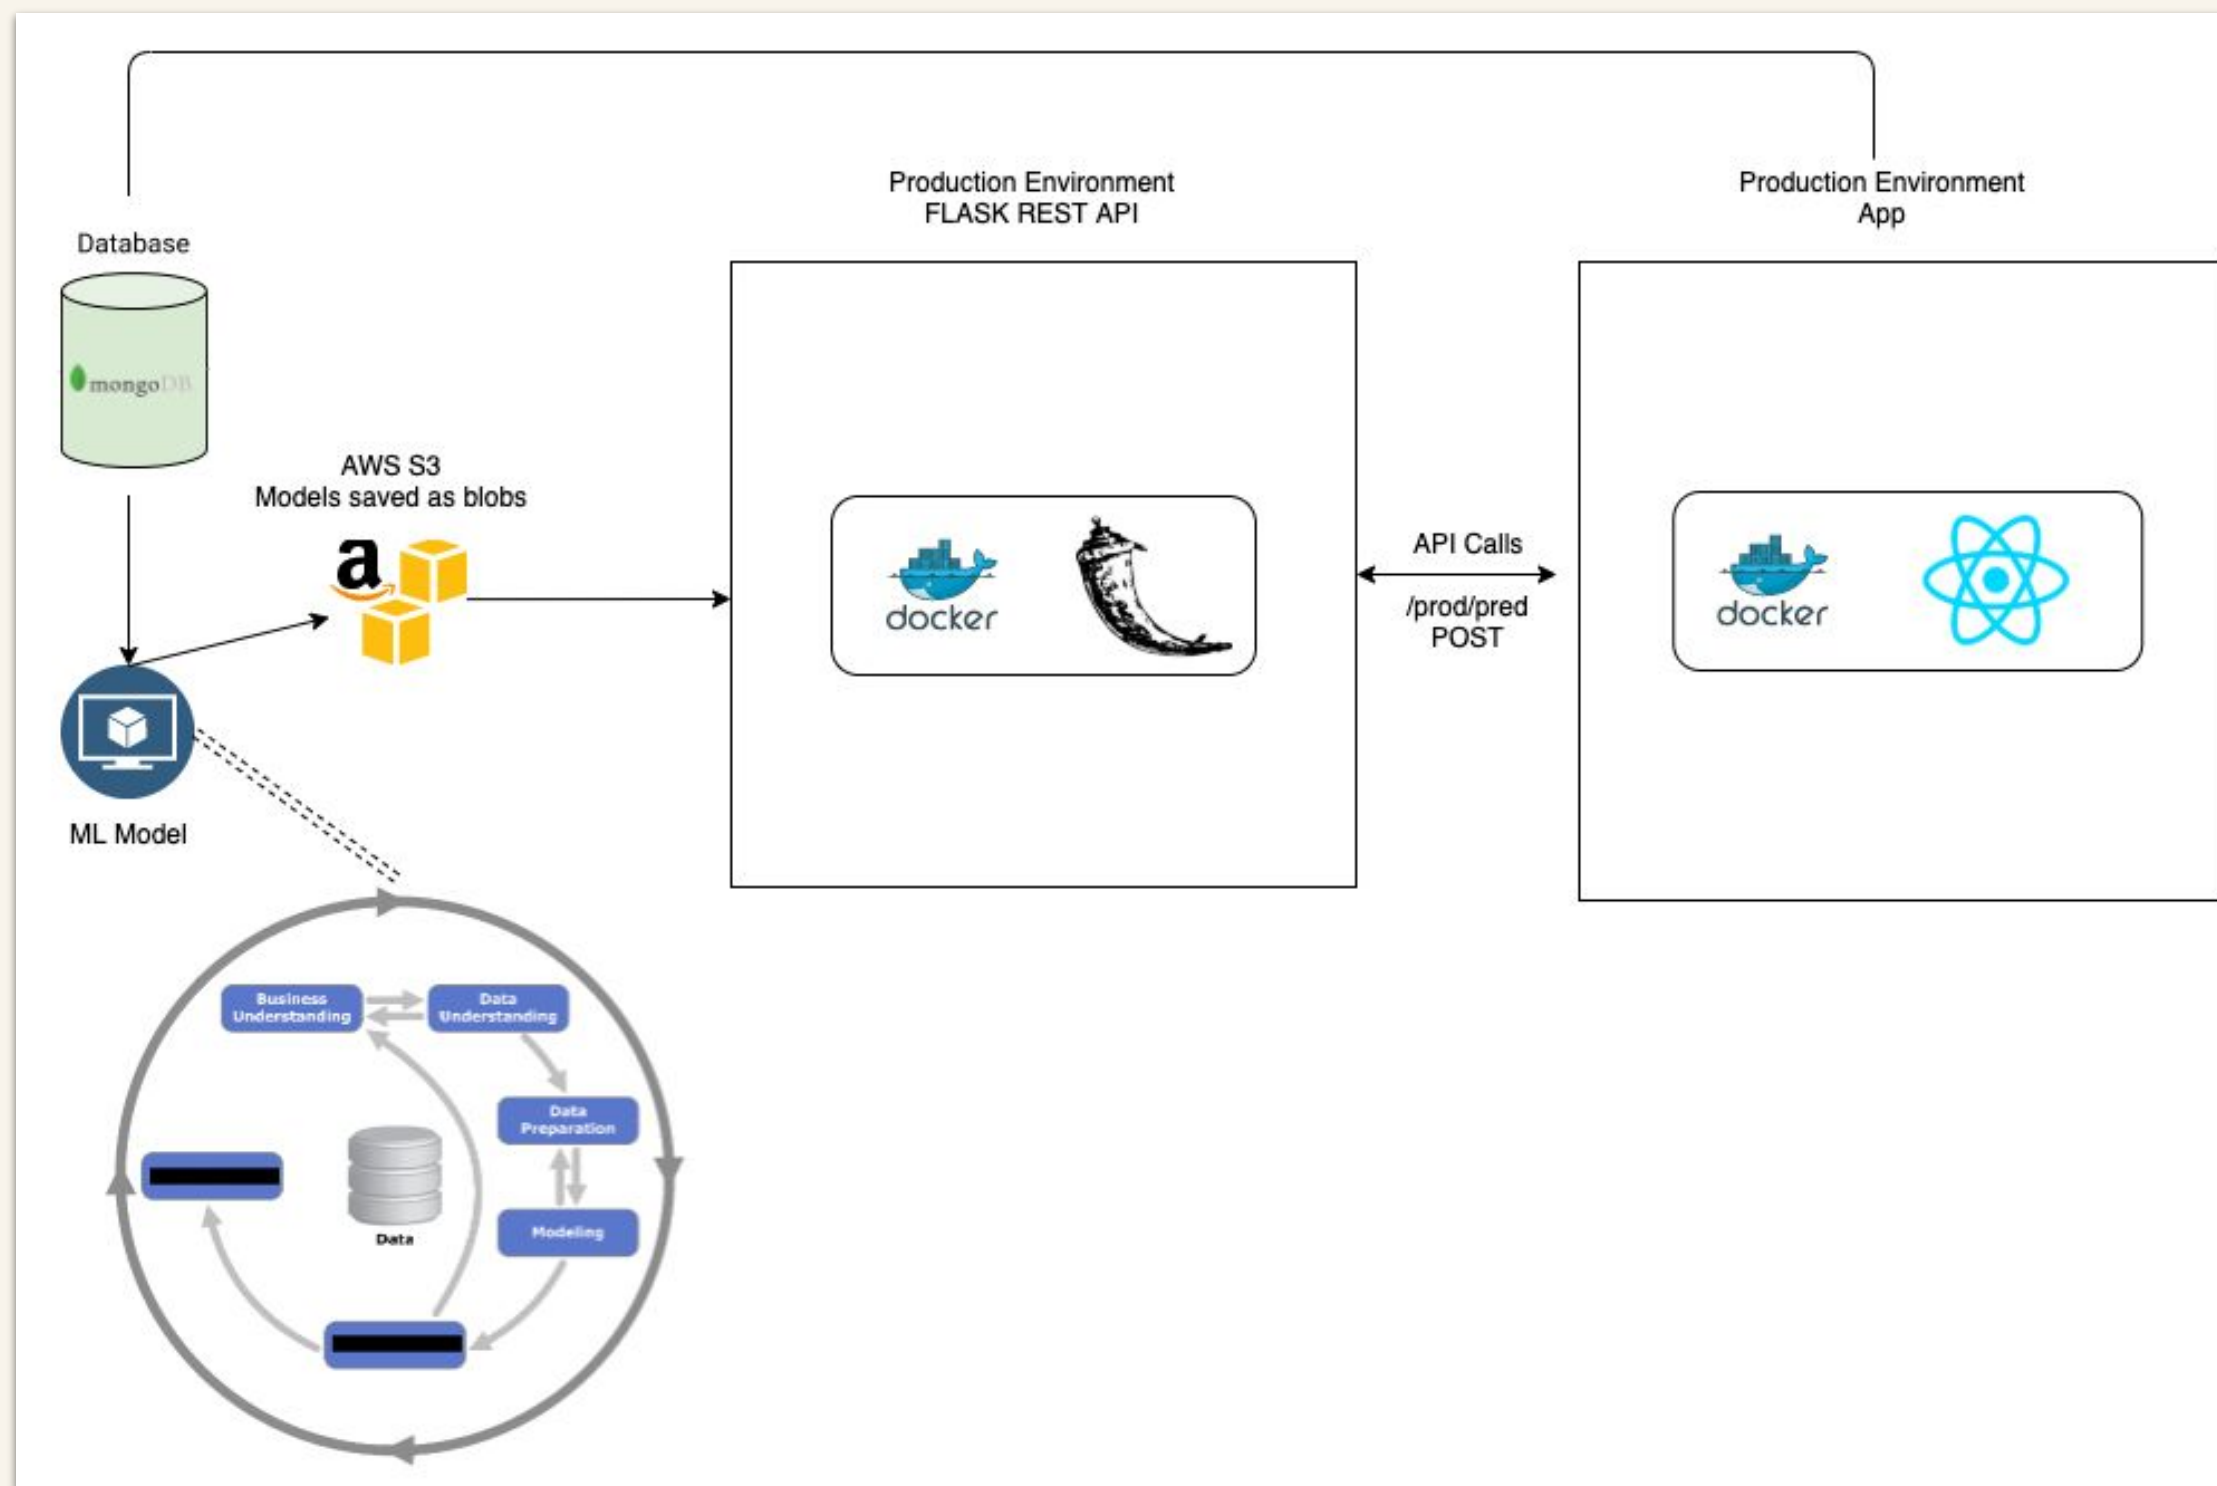 Production Environment
FLASK REST API
Production Environment
App
Database
mongoDB
AWS S3
Models saved as blobs
a
docker
API Calls
/prod/pred
POST
docker
ML Model
Business
Understanding
Data
Understanding
Data
Preparation
Modeling
Data